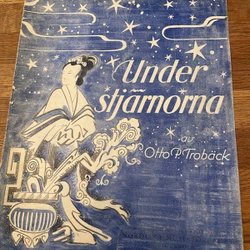 Under
stjärnorna
av
Otto P. Trobäck